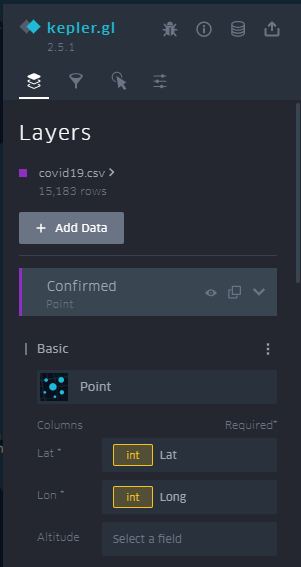 kepler.gl
2.5.1
Layers
covid19.csv
15,183 rows
+ Add Data
Confirmed
Point
Basic
Point
Columns Required*
Lat * int Lat
Lon * int Long
Altitude Select a field